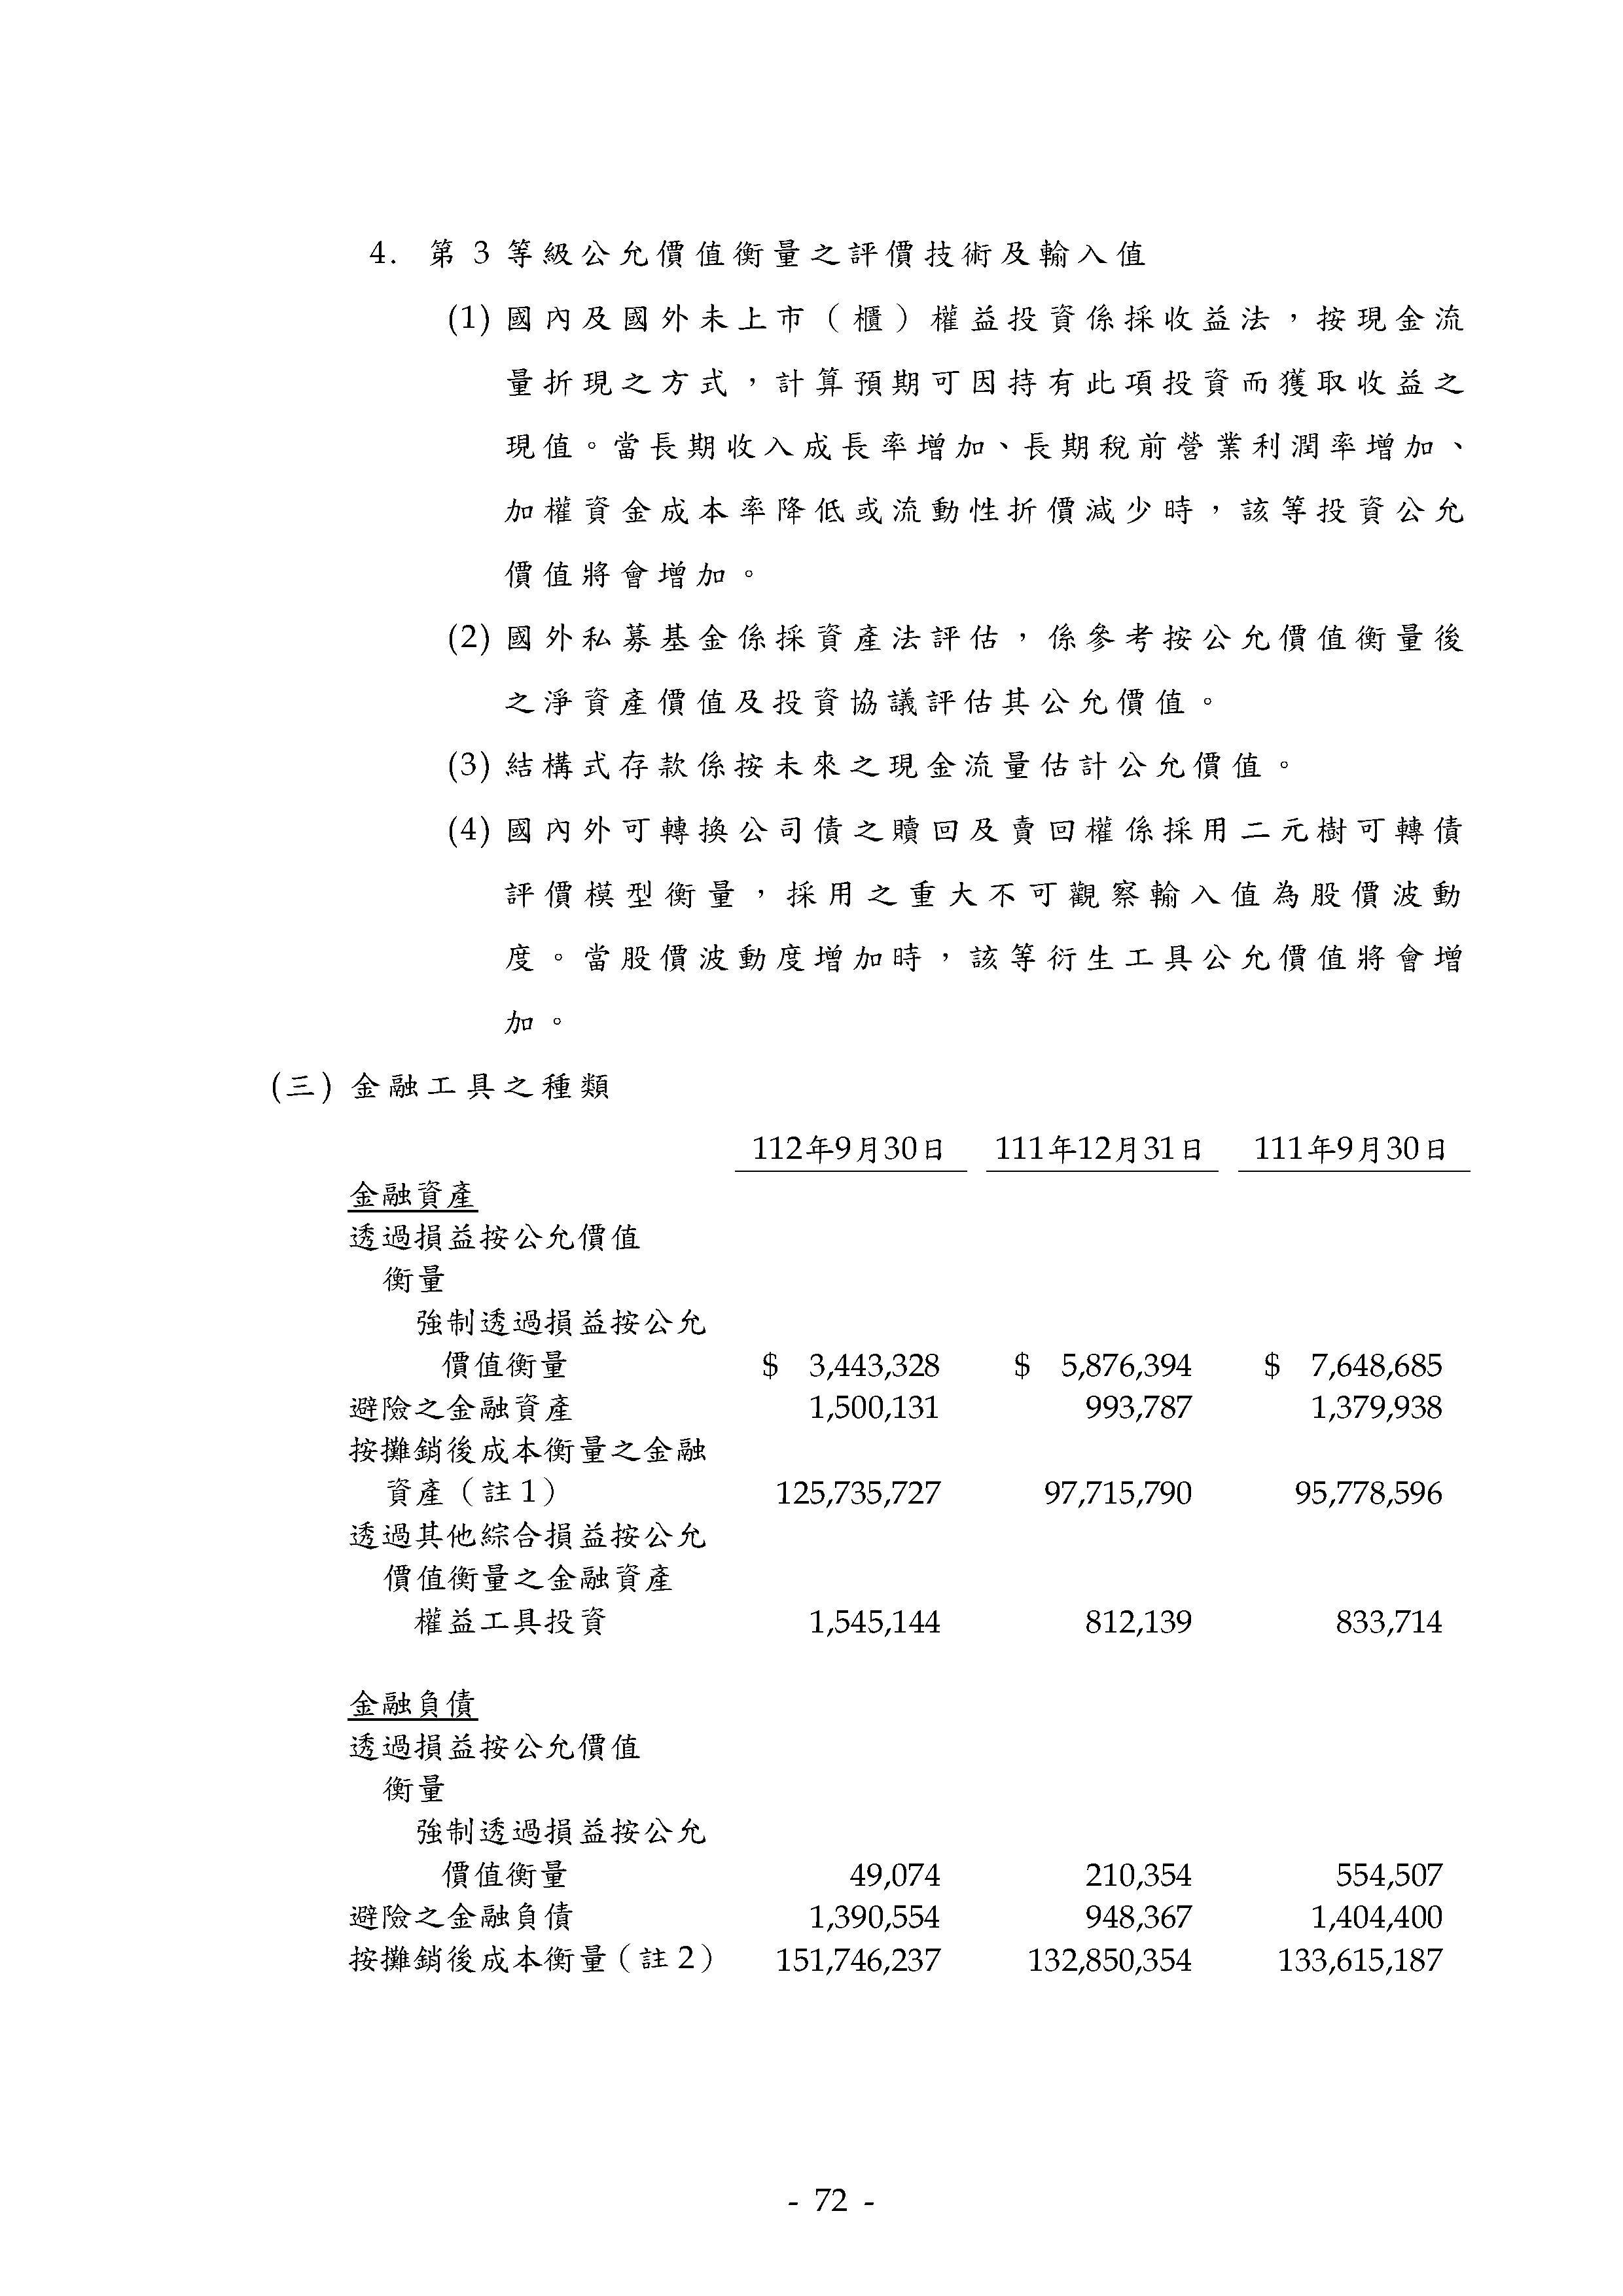 4. 第 3 等級公允價值衡量之評價技術及輸入值
(1) 國內及國外未上市（櫃）權益投資係採收益法，按現金流
量折現之方式，計算預期可因持有此項投資而獲取收益之
現值。當長期收入成長率增加、長期稅前營業利潤率增加、
加權資金成本率降低或流動性折價減少時，該等投資公允
價值將會增加。
(2) 國外私募基金係採資產法評估，係參考按公允價值衡量後
之淨資產價值及投資協議評估其公允價值。
(3) 結構式存款係按未來之現金流量估計公允價值。
(4) 國內外可轉換公司債之贖回及賣回權係採用二元樹可轉債
評價模型衡量，採用之重大不可觀察輸入值為股價波動
度。當股價波動度增加時，該等衍生工具公允價值將會增
加。
(三) 金融工具之種類
112年9月30日 111年12月31日 111年9月30日
金融資產
透過損益按公允價值
衡量
強制透過損益按公允
價值衡量 $ 3,443,328 $ 5,876,394 $ 7,648,685
避險之金融資產 1,500,131 993,787 1,379,938
按攤銷後成本衡量之金融
資產（註1） 125,735,727 97,715,790 95,778,596
透過其他綜合損益按公允
價值衡量之金融資產
權益工具投資 1,545,144 812,139 833,714
金融負債
透過損益按公允價值
衡量
強制透過損益按公允
價值衡量 49,074 210,354 554,507
避險之金融負債 1,390,554 948,367 1,404,400
按攤銷後成本衡量（註2） 151,746,237 132,850,354 133,615,187
- 72 -